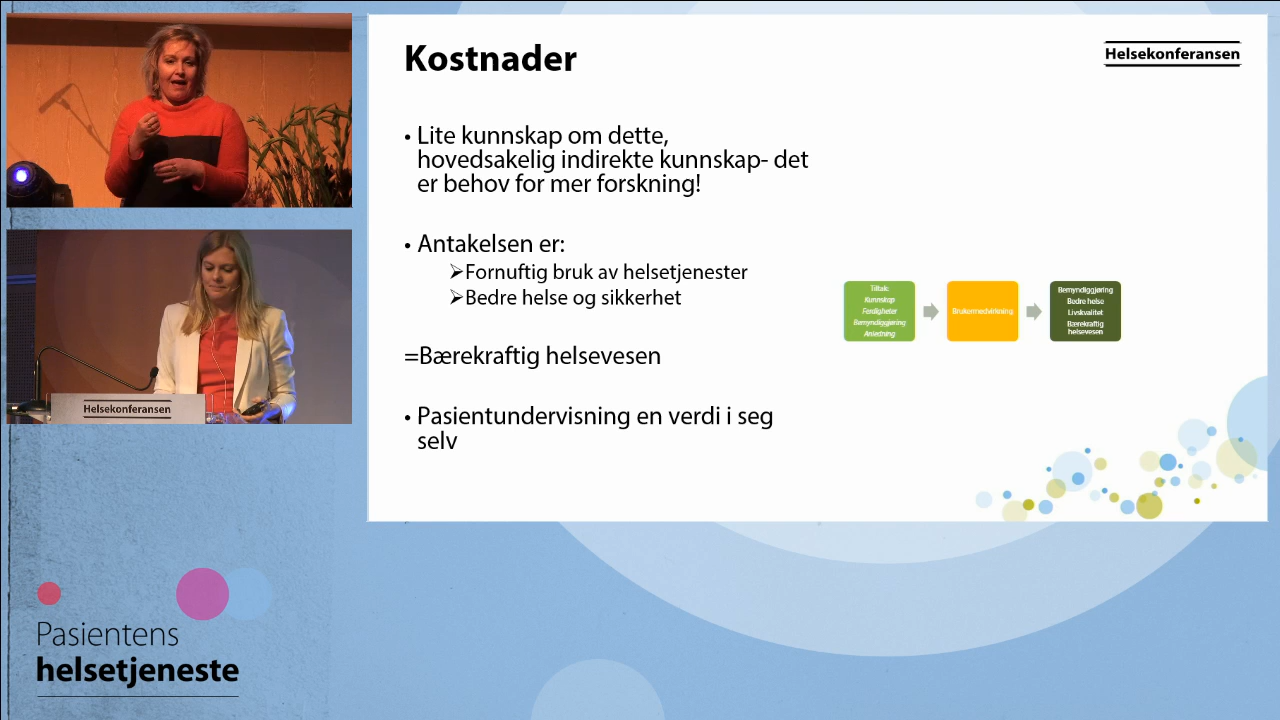 Kostnader
Helsekonferansen
• Lite kunnskap om dette,
hovedsakelig indirekte kunnskap- det
er behov for mer forskning!
• Antakelsen er:
➢Fornuftig bruk av helsetjenester
➢Bedre helse og sikkerhet
=Bærekraftig helsevesen
• Pasientundervisning en verdi i seg
selv
Tiltak:
Kunnskap
Ferdigheter
Bemyndiggjøring
Anledning
Brukermedvirkning
Bemyndiggjøring
Bedre helse
Livskvalitet
Bærekraftig
helsevesen
Helsekonferansen
Pasientens
helsetjeneste